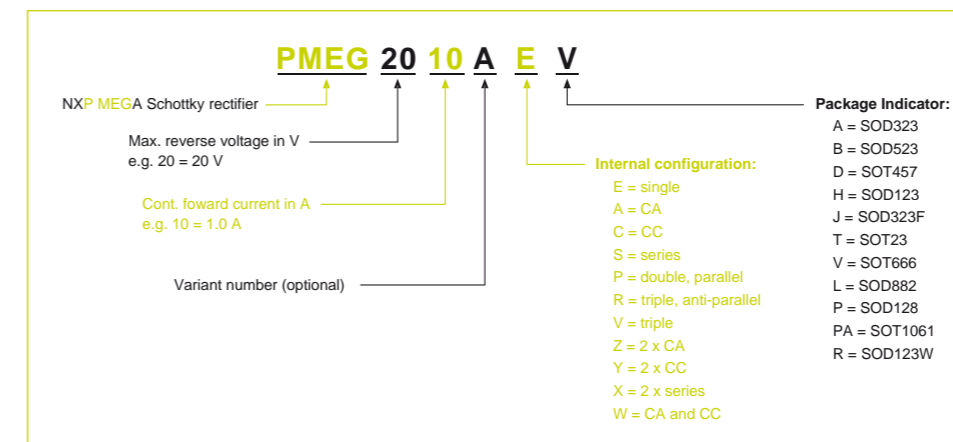 PMEG 20 10 A E V
NXP MEGA Schottky rectifier
Max. reverse voltage in V
e.g. 20 = 20 V
Cont. foward current in A
e.g. 10 = 1.0 A
Variant number (optional)
Internal configuration:
E = single
A = CA
C = CC
S = series
P = double, parallel
R = triple, anti-parallel
V = triple
Z = 2 x CA
Y = 2 x CC
X = 2 x series
W = CA and CC
Package Indicator:
A = SOD323
B = SOD523
D = SOT457
H = SOD123
J = SOD323F
T = SOT23
V = SOT666
L = SOD882
P = SOD128
PA = SOT1061
R = SOD123W